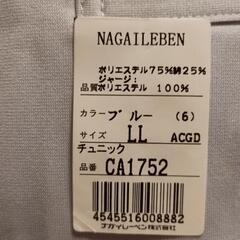 NAGAILEBEN
ポリエステル75%綿25%
ジャージ:
品質ポリエステル 100%
カラー ブルー (6)
サイズ LL ACGD
チュニック
品番 CA1752
ナガイレーベン株式会社
4545516008882